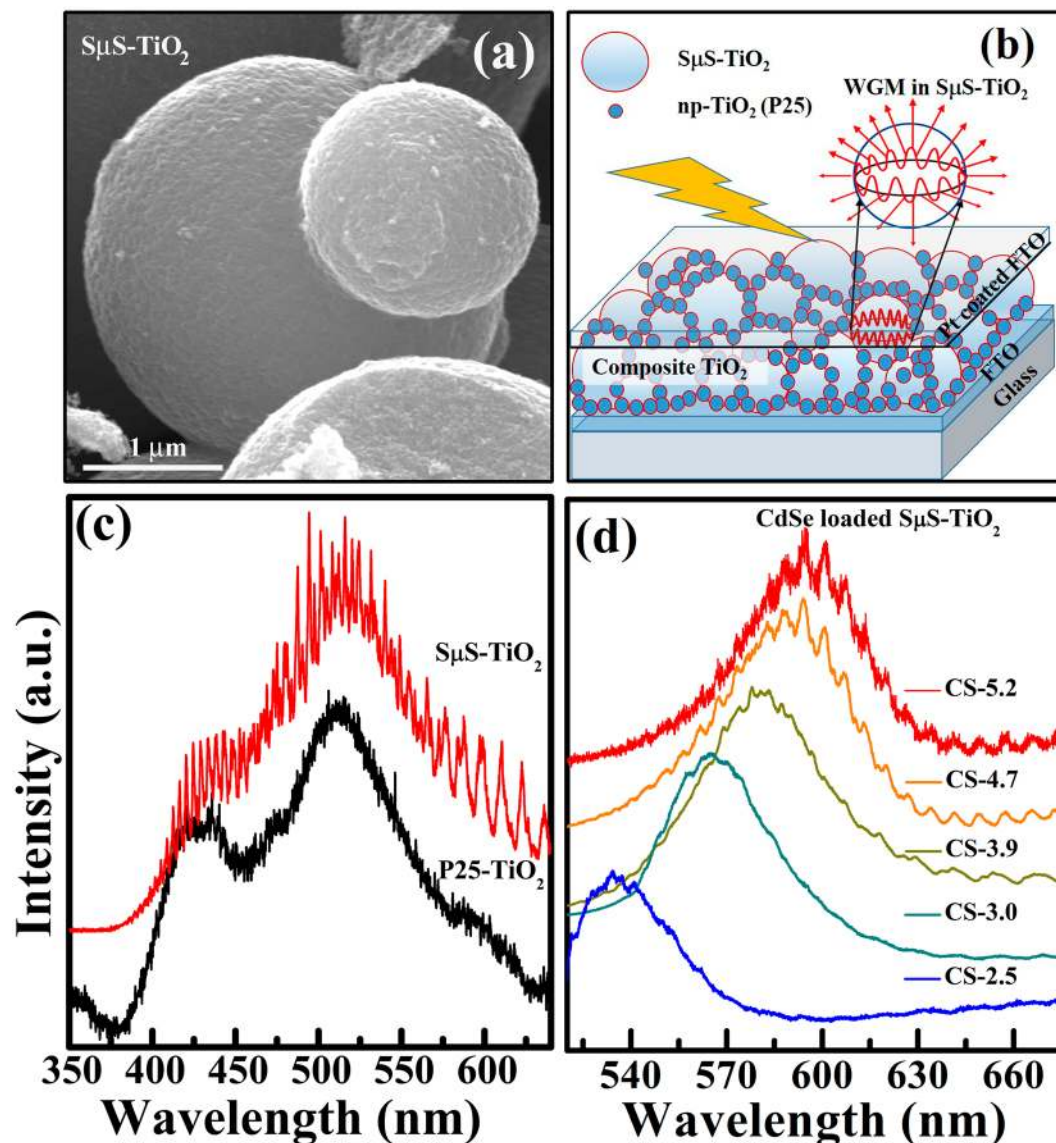 SμS-TiO₂
(a)
1 μm
(b)
SμS-TiO₂
np-TiO₂ (P25)
WGM in SμS-TiO₂
Pt coated FTO
Composite TiO₂
FTO
Glass
(c)
SμS-TiO₂
P25-TiO₂
Intensity (a.u.)
350 400 450 500 550 600
Wavelength (nm)
(d)
CdSe loaded SμS-TiO₂
CS-5.2
CS-4.7
CS-3.9
CS-3.0
CS-2.5
540 570 600 630 660
Wavelength (nm)